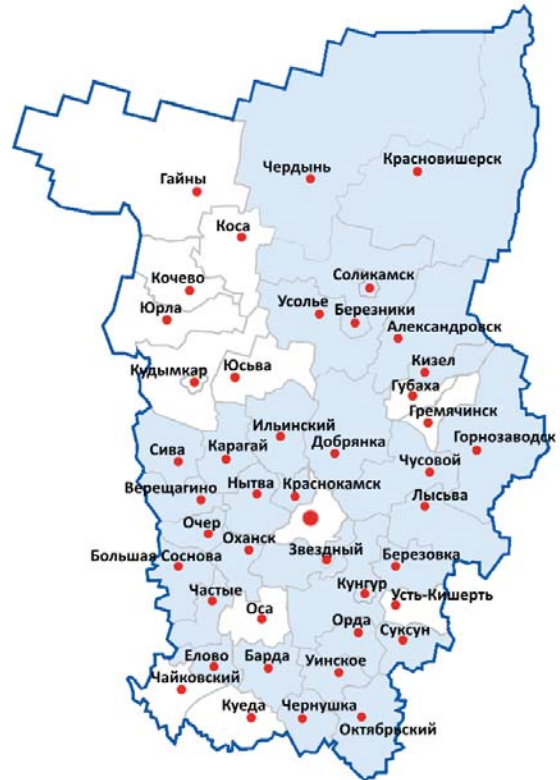 Красновишерск
Чердынь
Гайны
Коса
Соликамск
Кочево
Усолье
Березники
Юрла
Александровск
Кизел
Кудымкар
Юсьва
Губаха
Гремячинск
Ильинский
Добрянка
Горнозаводск
Сива
Карагай
Чусовой
Нытва
Краснокамск
Верещагино
Лысьва
Очер
Оханск
Звездный
Березовка
Большая Соснова
Кунгур
Частые
Усть-Кишерть
Оса
Орда
Суксун
Елово
Барда
Уинское
Чайковский
Куеда
Чернушка
Октябрьский